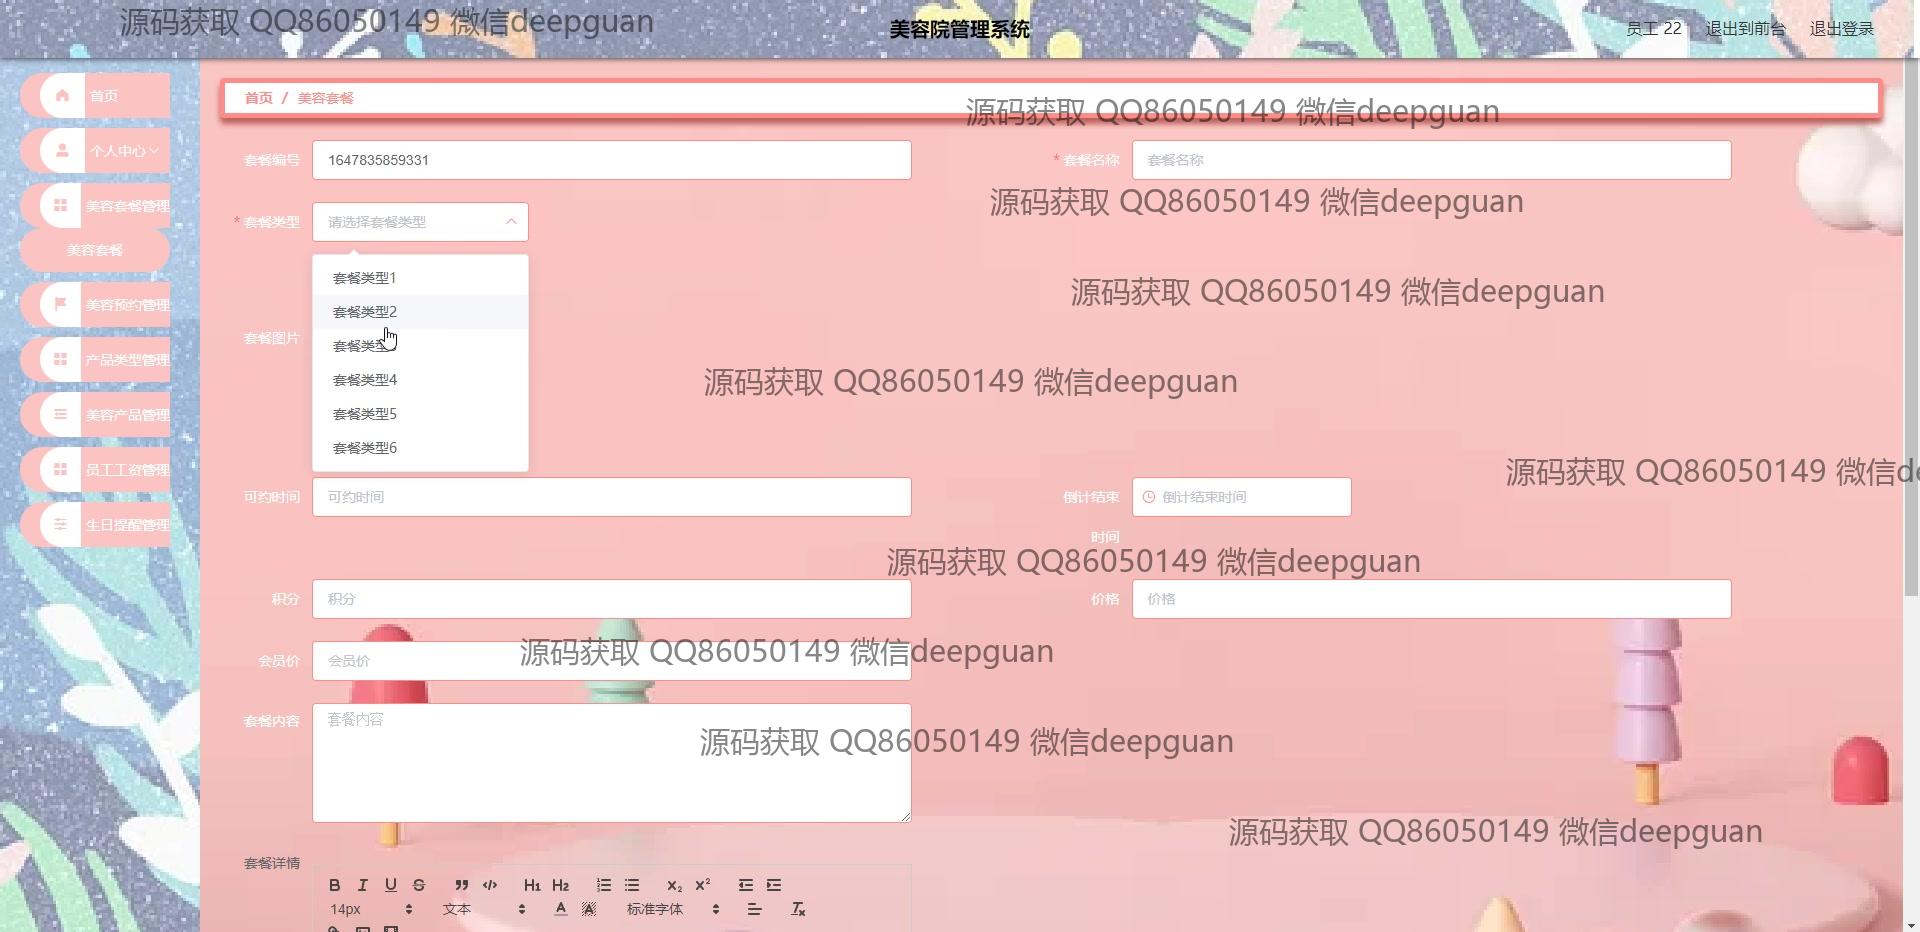 源码获取 QQ86050149 微信deepguan
美容院管理系统
员工 22 退出到前台 退出登录
首页
个人中心
美容套餐管理
美容套餐
美容预约管理
产品类型管理
美容产品管理
员工工资管理
生日提醒管理
首页 / 美容套餐
源码获取 QQ86050149 微信deepguan
套餐编号 1647835859331
* 套餐名称 套餐名称
源码获取 QQ86050149 微信deepguan
* 套餐类型 请选择套餐类型
套餐类型1
源码获取 QQ86050149 微信deepguan
套餐类型2
套餐图片
套餐类型
套餐类型4
源码获取 QQ86050149 微信deepguan
套餐类型5
套餐类型6
源码获取 QQ86050149 微信d
可约时间 可约时间
倒计结束时间 倒计结束时间
源码获取 QQ86050149 微信deepguan
积分 积分
价格 价格
源码获取 QQ86050149 微信deepguan
会员价 会员价
套餐内容 套餐内容
源码获取 QQ86050149 微信deepguan
源码获取 QQ86050149 微信deepguan
套餐详情
B I U S H1 H2 X2 X2
14px 文本 A A 标准字体 Tx